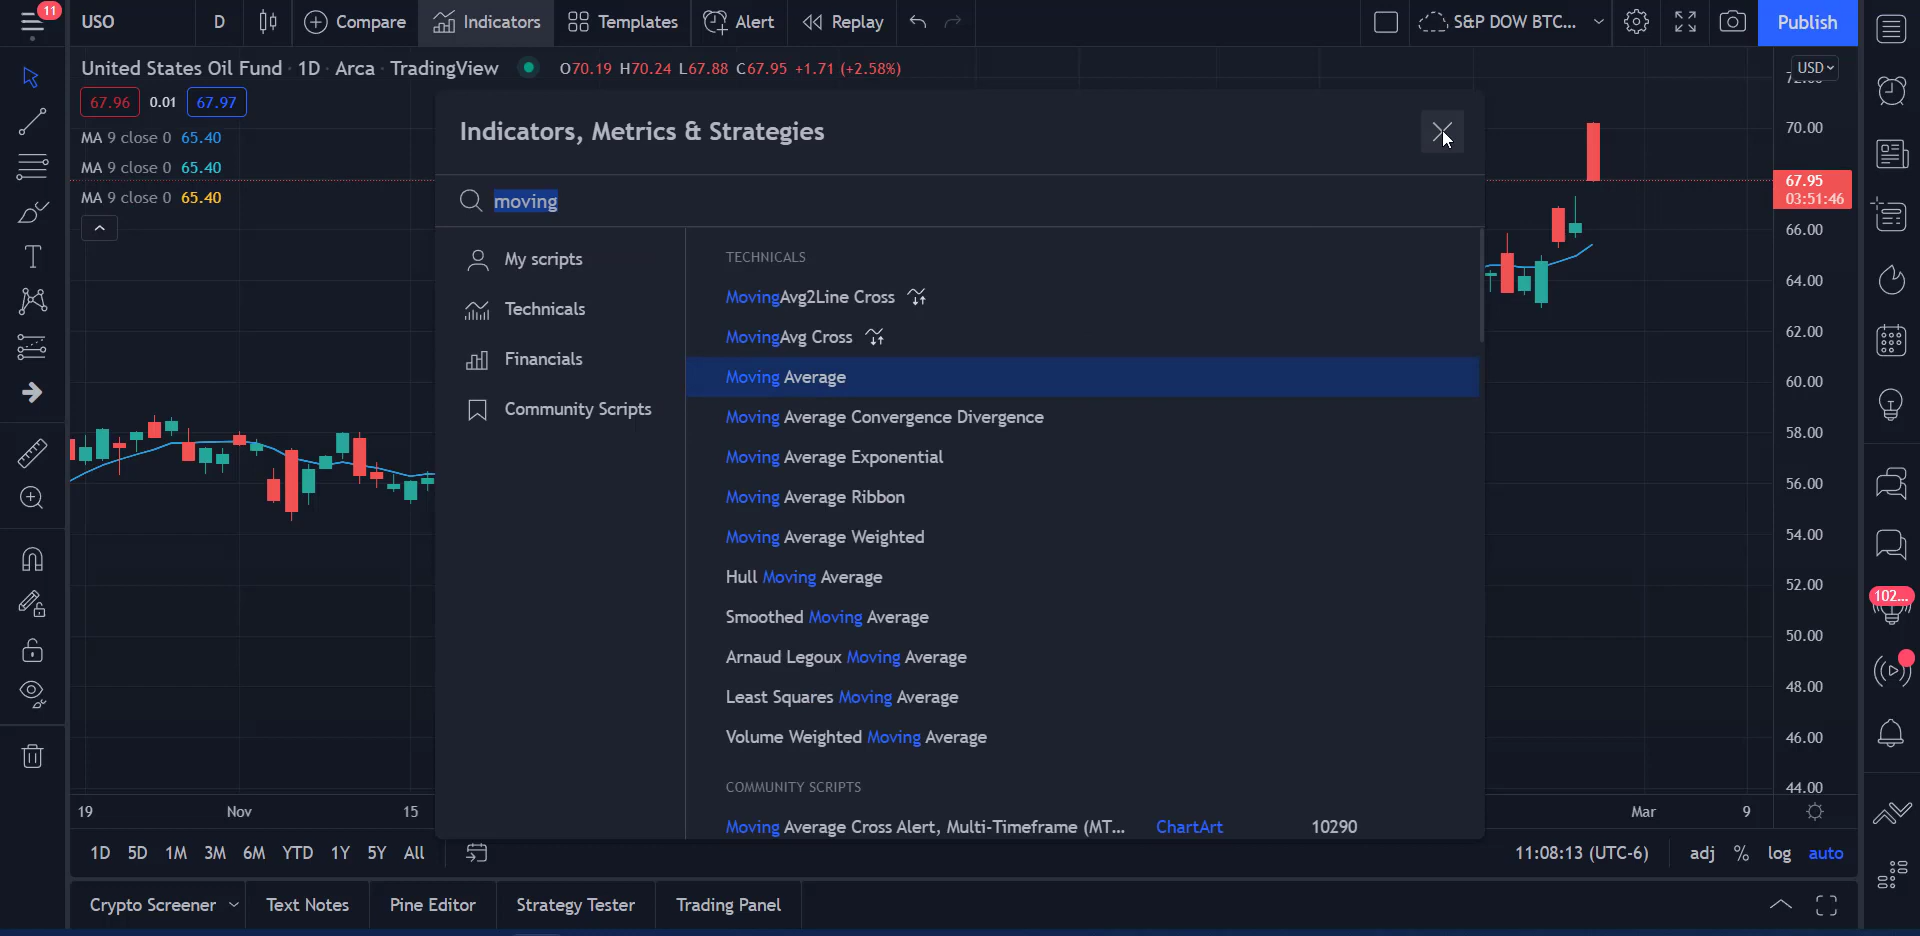 11
USO
D
Compare
Indicators
Templates
Alert
Replay
S&P DOW BTC...
Publish
United States Oil Fund · 1D · Arca · TradingView
O70.19 H70.24 L67.88 C67.95 +1.71 (+2.58%)
USD
72.00
67.96
0.01
67.97
MA 9 close 0 65.40
MA 9 close 0 65.40
MA 9 close 0 65.40
Indicators, Metrics & Strategies
moving
My scripts
Technicals
Financials
Community Scripts
TECHNICALS
MovingAvg2Line Cross
MovingAvg Cross
Moving Average
Moving Average Convergence Divergence
Moving Average Exponential
Moving Average Ribbon
Moving Average Weighted
Hull Moving Average
Smoothed Moving Average
Arnaud Legoux Moving Average
Least Squares Moving Average
Volume Weighted Moving Average
COMMUNITY SCRIPTS
Moving Average Cross Alert, Multi-Timeframe (MT...
ChartArt
10290
70.00
67.95
03:51:46
66.00
64.00
62.00
60.00
58.00
56.00
54.00
52.00
50.00
48.00
46.00
44.00
102...
19
Nov
15
Mar
9
1D 5D 1M 3M 6M YTD 1Y 5Y All
11:08:13 (UTC-6)
adj % log auto
Crypto Screener
Text Notes
Pine Editor
Strategy Tester
Trading Panel